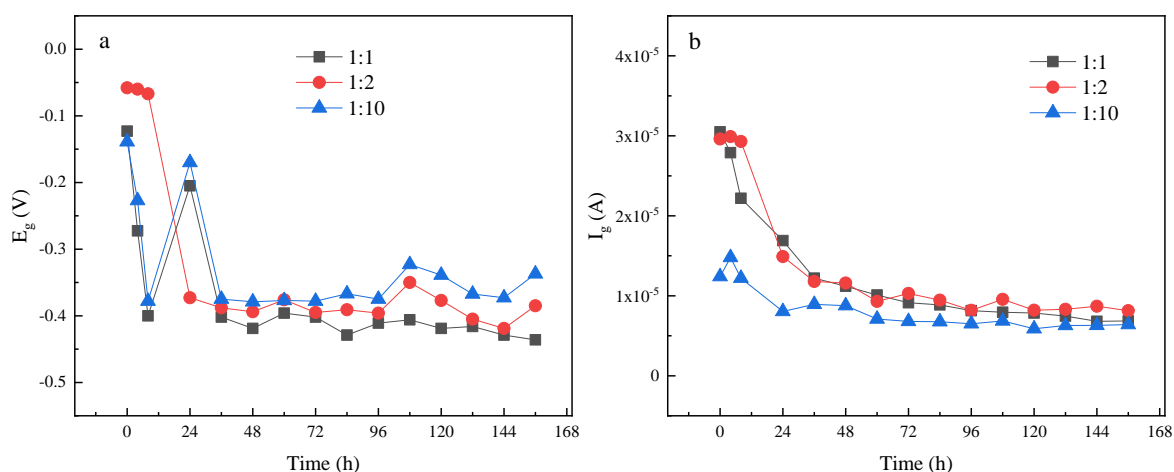 a
1:1
1:2
1:10
0.0
-0.1
-0.2
-0.3
-0.4
-0.5
E_g (V)
0 24 48 72 96 120 144 168
Time (h)
b
1:1
1:2
1:10
4x10⁻⁵
3x10⁻⁵
2x10⁻⁵
1x10⁻⁵
0
I_g (A)
0 24 48 72 96 120 144 168
Time (h)